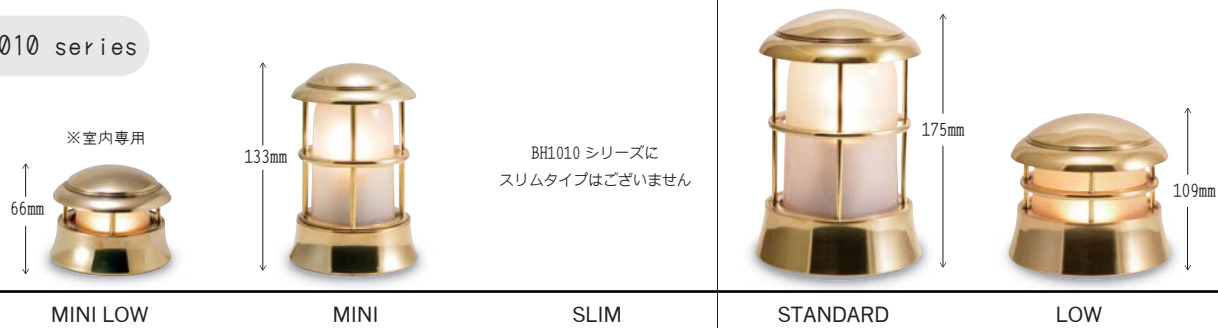 010 series
※室内専用
66mm
133mm
BH1010 シリーズに
スリムタイプはございません
175mm
109mm
MINI LOW
MINI
SLIM
STANDARD
LOW